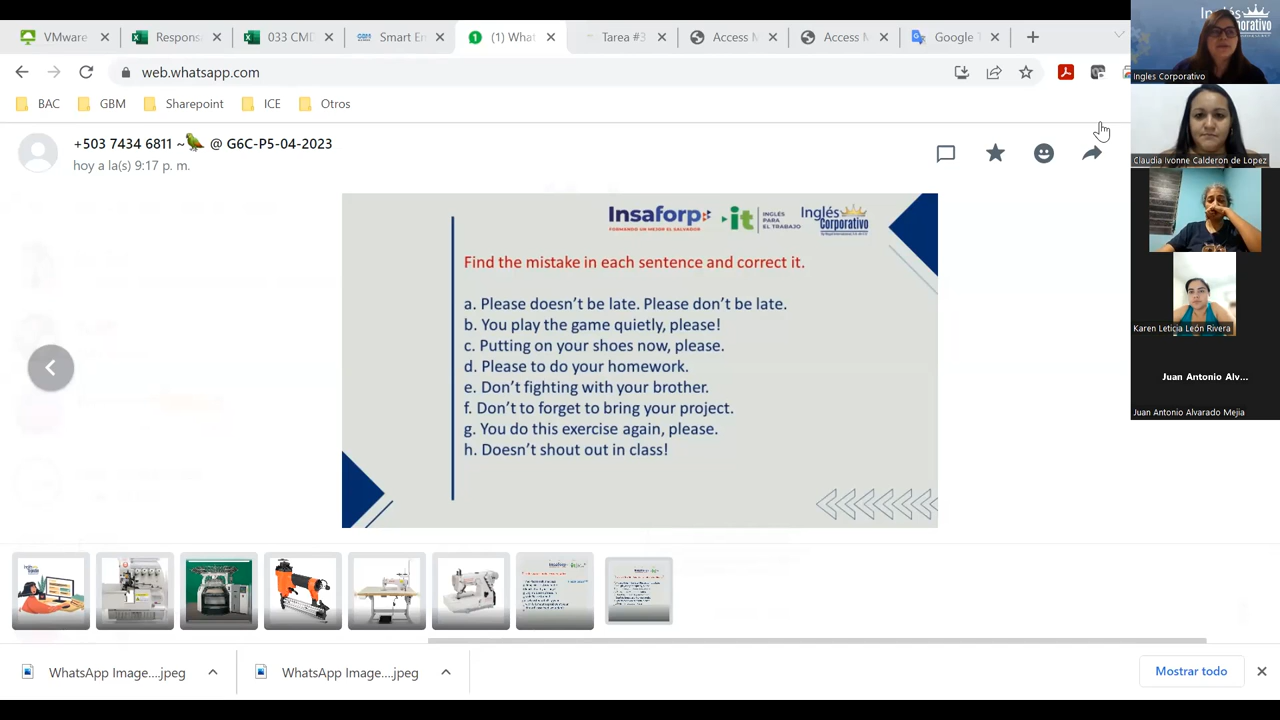 VMware
Respons
033 CMD
Smart En
(1) What
Tarea #3
Access M
Access M
Google T
web.whatsapp.com
BAC
GBM
Sharepoint
ICE
Otros
+503 7434 6811 ~ @ G6C-P5-04-2023
hoy a la(s) 9:17 p. m.
Insaforp
FORMANDO UN MEJOR EL SALVADOR
it
INGLÉS
PARA
EL TRABAJO
Inglés
Corporativo
Find the mistake in each sentence and correct it.
a. Please doesn't be late. Please don't be late.
b. You play the game quietly, please!
c. Putting on your shoes now, please.
d. Please to do your homework.
e. Don't fighting with your brother.
f. Don't to forget to bring your project.
g. You do this exercise again, please.
h. Doesn't shout out in class!
Ingles Corporativo
Claudia Ivonne Calderon de Lopez
Karen Leticia León Rivera
Juan Antonio Alv...
Juan Antonio Alvarado Mejia
WhatsApp Image....jpeg
WhatsApp Image....jpeg
Mostrar todo